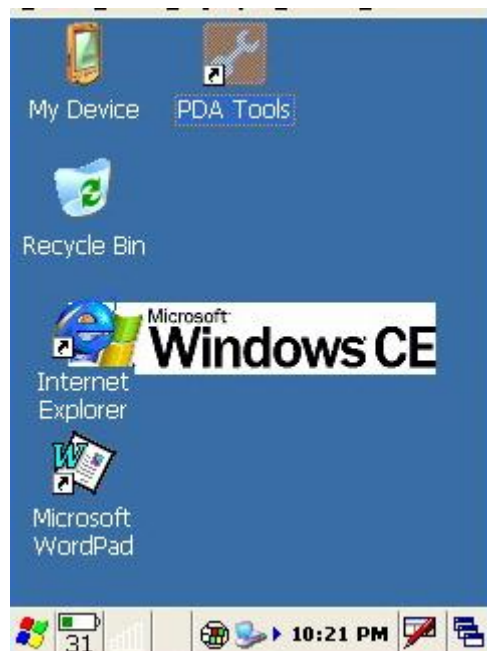 My Device
PDA Tools
Recycle Bin
Microsoft
Windows CE
Internet
Explorer
Microsoft
WordPad
31
10:21 PM